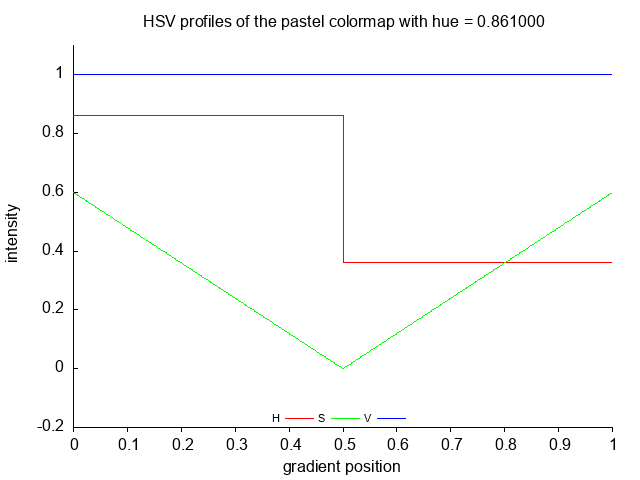 HSV profiles of the pastel colormap with hue = 0.861000
1
0.8
0.6
0.4
0.2
0
-0.2
intensity
H S V
0 0.1 0.2 0.3 0.4 0.5 0.6 0.7 0.8 0.9 1
gradient position